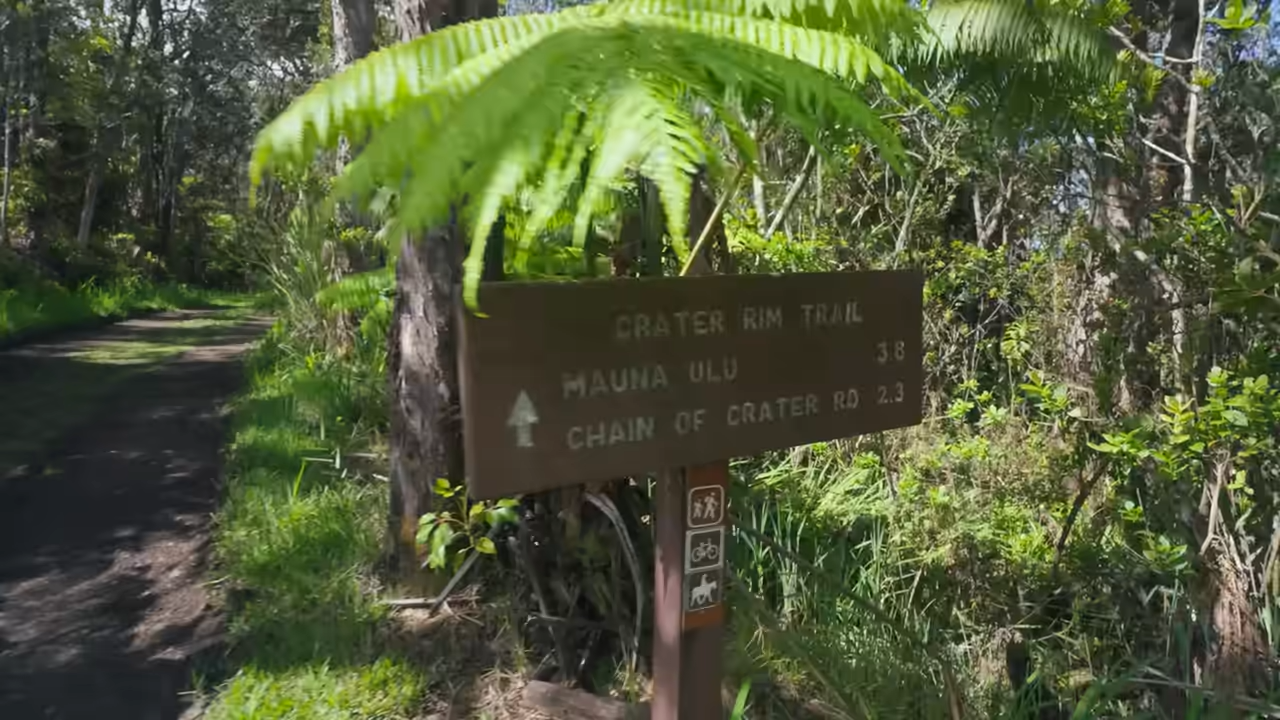 CRATER RIM TRAIL
MAUNA ULU 3.8
CHAIN OF CRATER RD 2.3